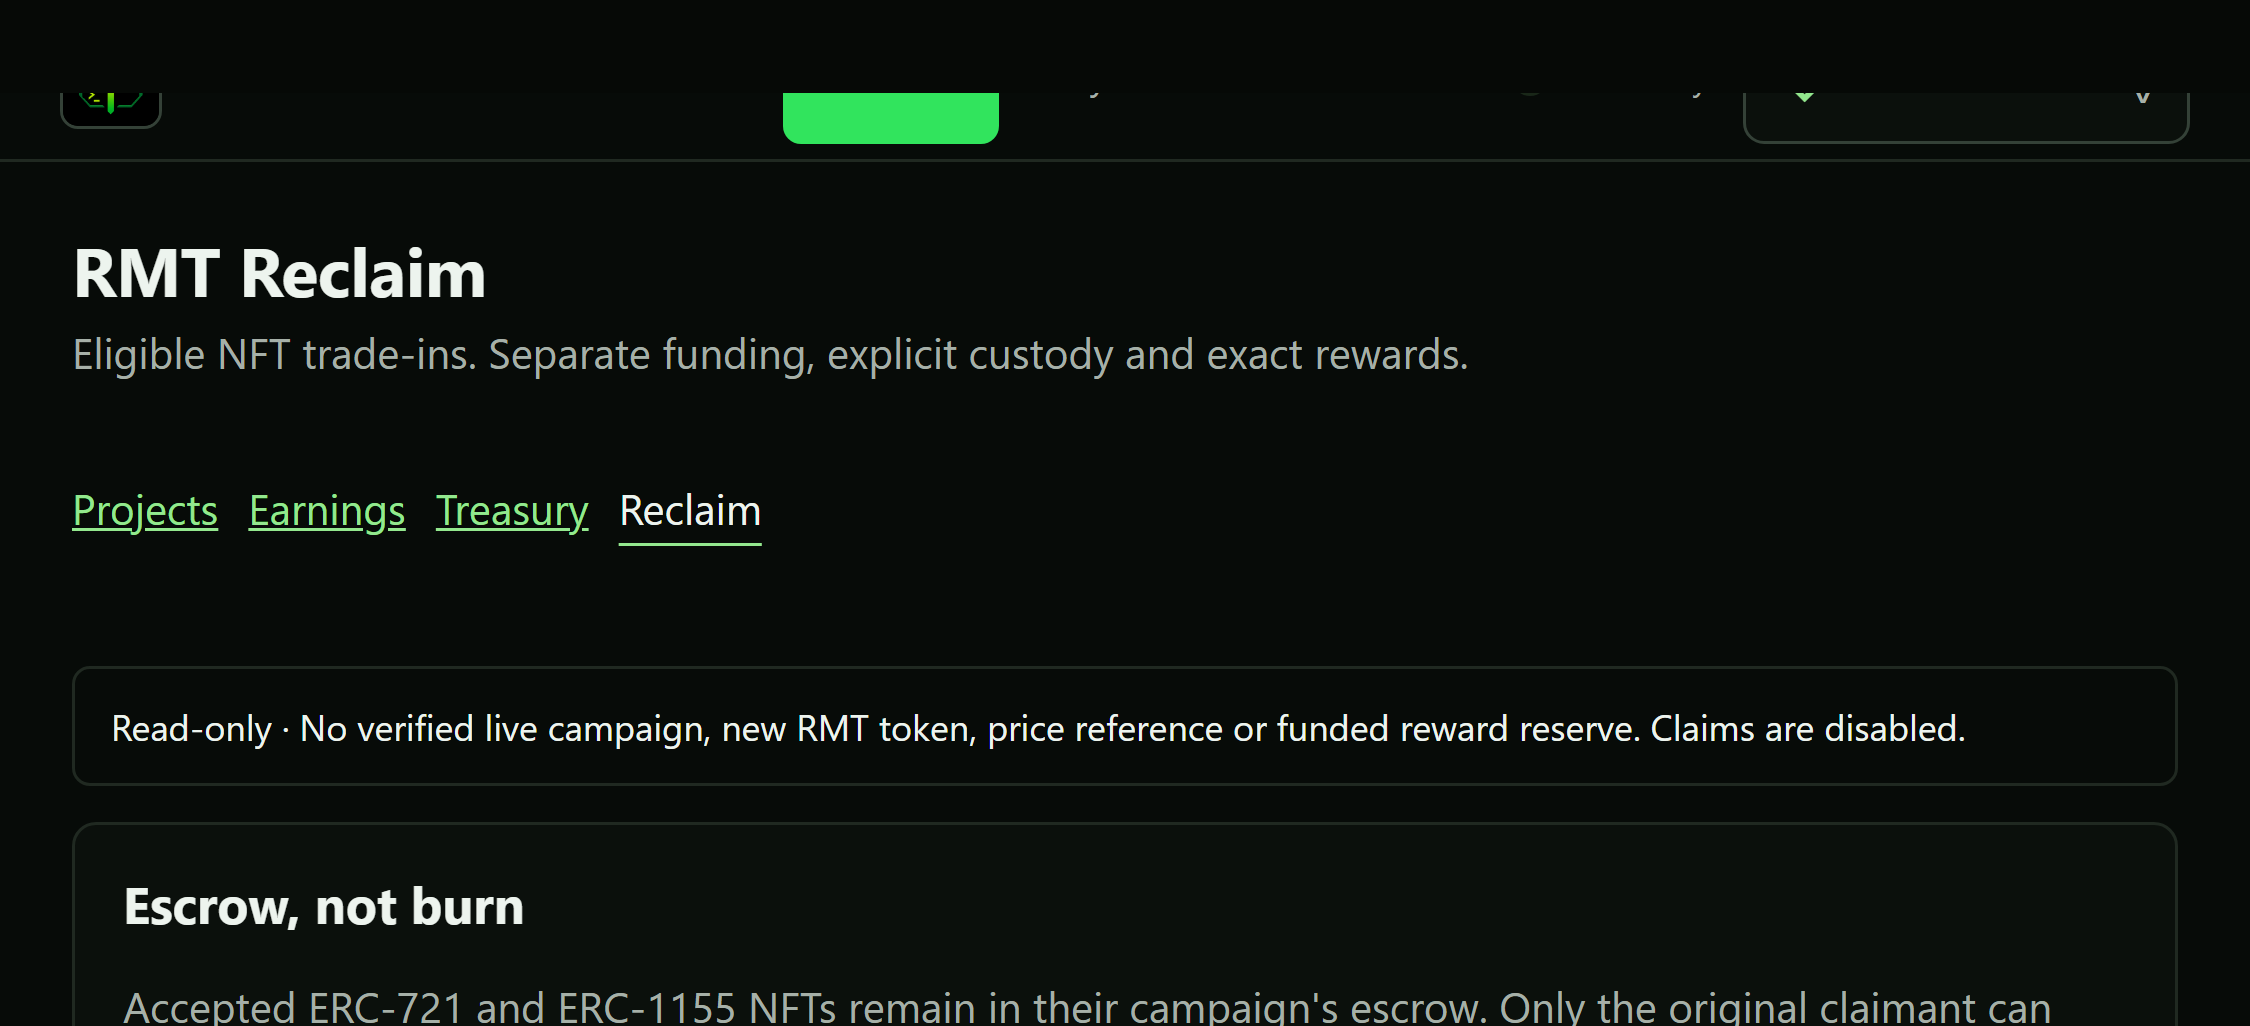 RMT Reclaim
Eligible NFT trade-ins. Separate funding, explicit custody and exact rewards.
Projects Earnings Treasury Reclaim
Read-only · No verified live campaign, new RMT token, price reference or funded reward reserve. Claims are disabled.
Escrow, not burn
Accepted ERC-721 and ERC-1155 NFTs remain in their campaign's escrow. Only the original claimant can